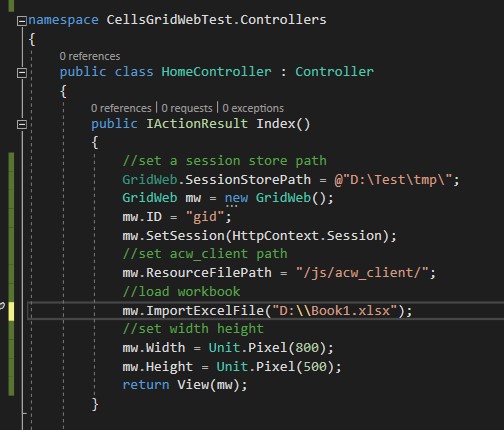 namespace CellsGridWebTest.Controllers
{
0 references
public class HomeController : Controller
{
0 references | 0 requests | 0 exceptions
public IActionResult Index()
{
//set a session store path
GridWeb.SessionStorePath = @"D:\Test\tmp\";
GridWeb mw = new GridWeb();
mw.ID = "gid";
mw.SetSession(HttpContext.Session);
//set acw_client path
mw.ResourceFilePath = "/js/acw_client/";
//load workbook
mw.ImportExcelFile("D:\\Book1.xlsx");
//set width height
mw.Width = Unit.Pixel(800);
mw.Height = Unit.Pixel(500);
return View(mw);
}